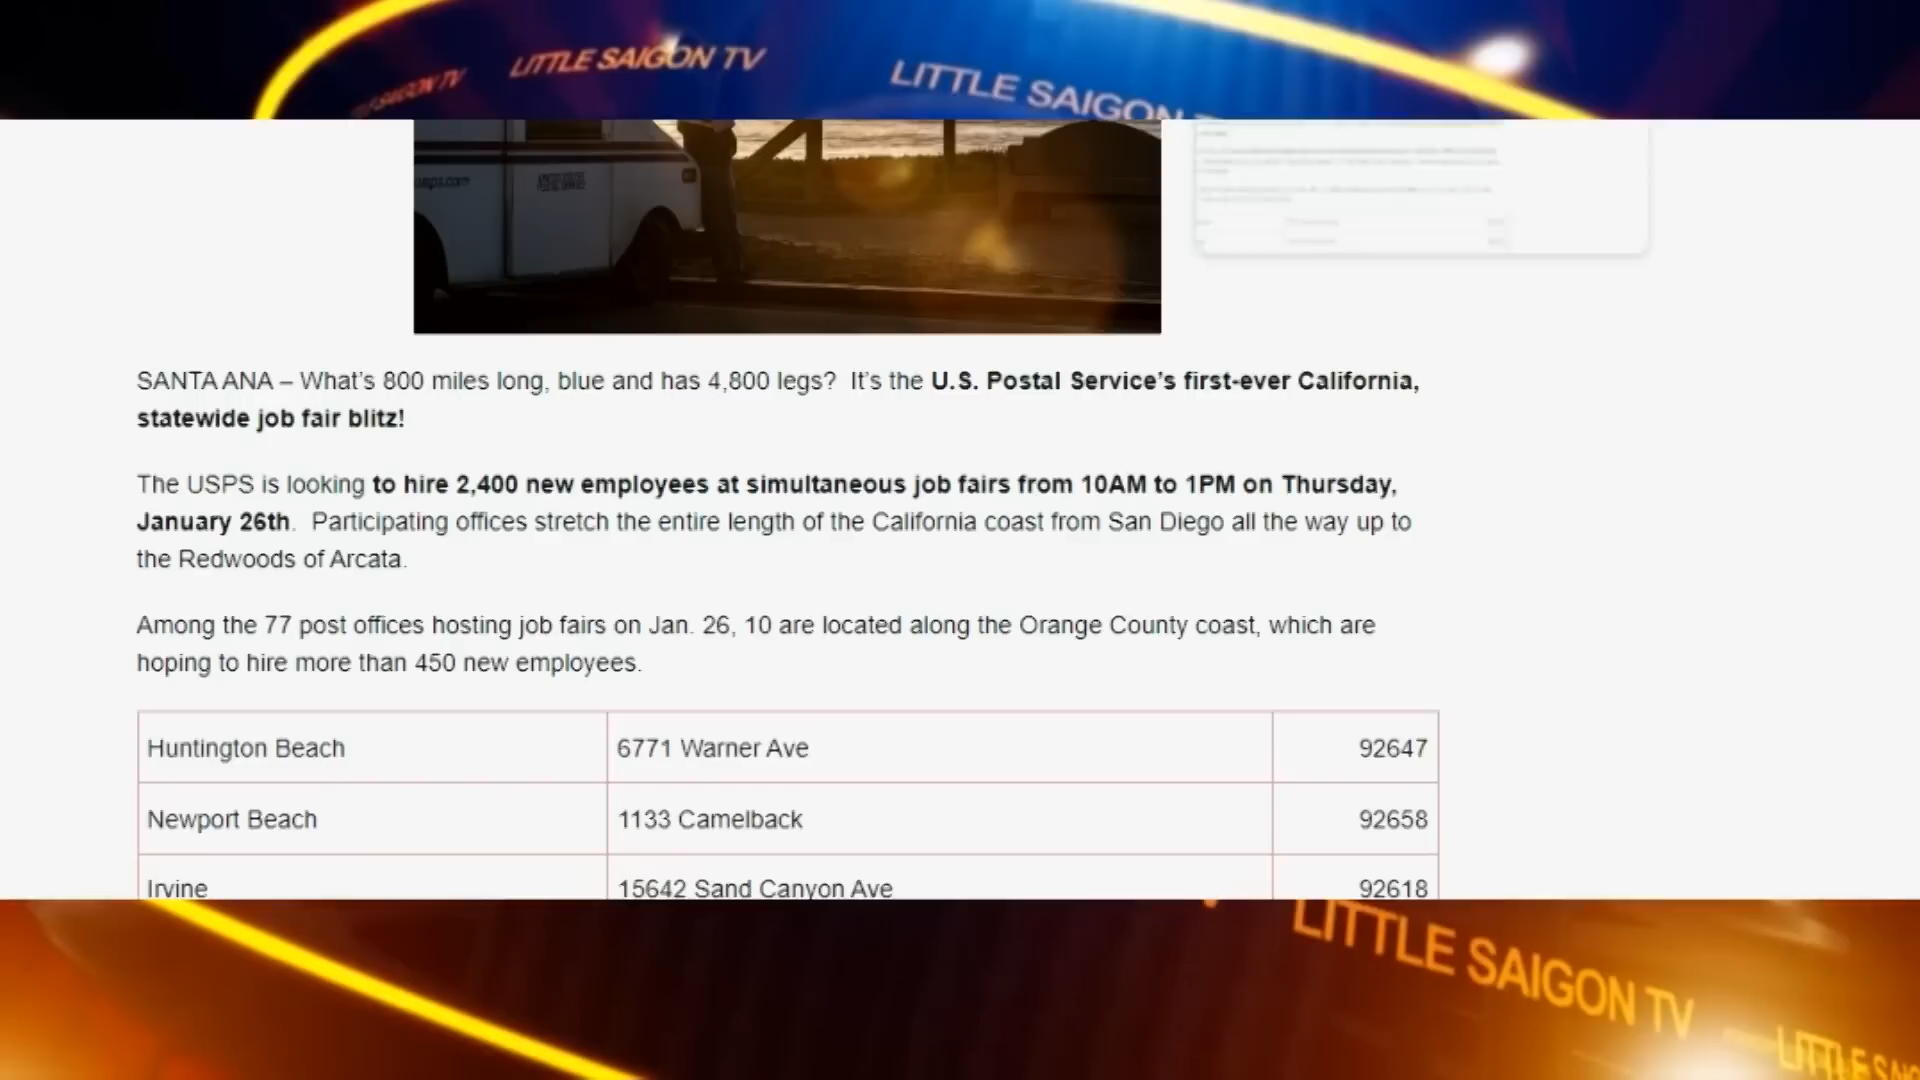 LITTLE SAIGON TV
LITTLE SAIGON TV
SANTA ANA – What’s 800 miles long, blue and has 4,800 legs?  It’s the U.S. Postal Service’s first-ever California,
statewide job fair blitz!
The USPS is looking to hire 2,400 new employees at simultaneous job fairs from 10AM to 1PM on Thursday,
January 26th.  Participating offices stretch the entire length of the California coast from San Diego all the way up to
the Redwoods of Arcata.
Among the 77 post offices hosting job fairs on Jan. 26, 10 are located along the Orange County coast, which are
hoping to hire more than 450 new employees.
Huntington Beach 6771 Warner Ave 92647
Newport Beach 1133 Camelback 92658
Irvine 15642 Sand Canyon Ave 92618
LITTLE SAIGON TV